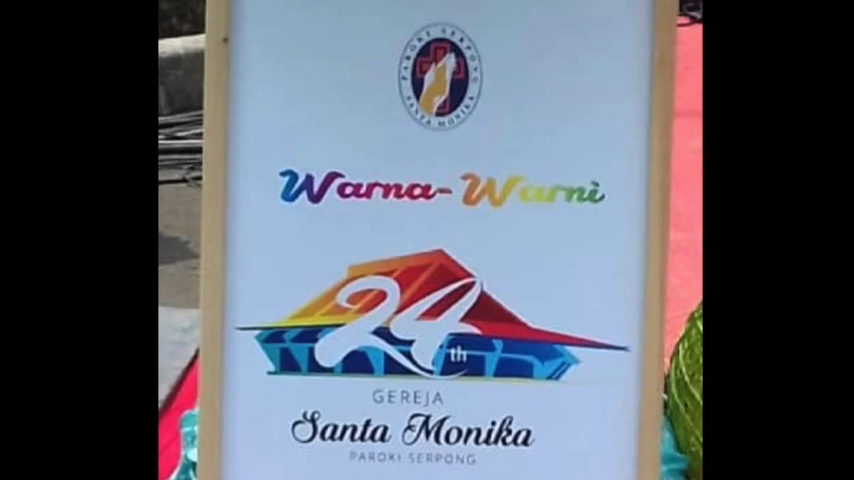 PAROKI SERPONG
SANTA MONIKA
Warna-Warni
24th
GEREJA
Santa Monika
PAROKI SERPONG